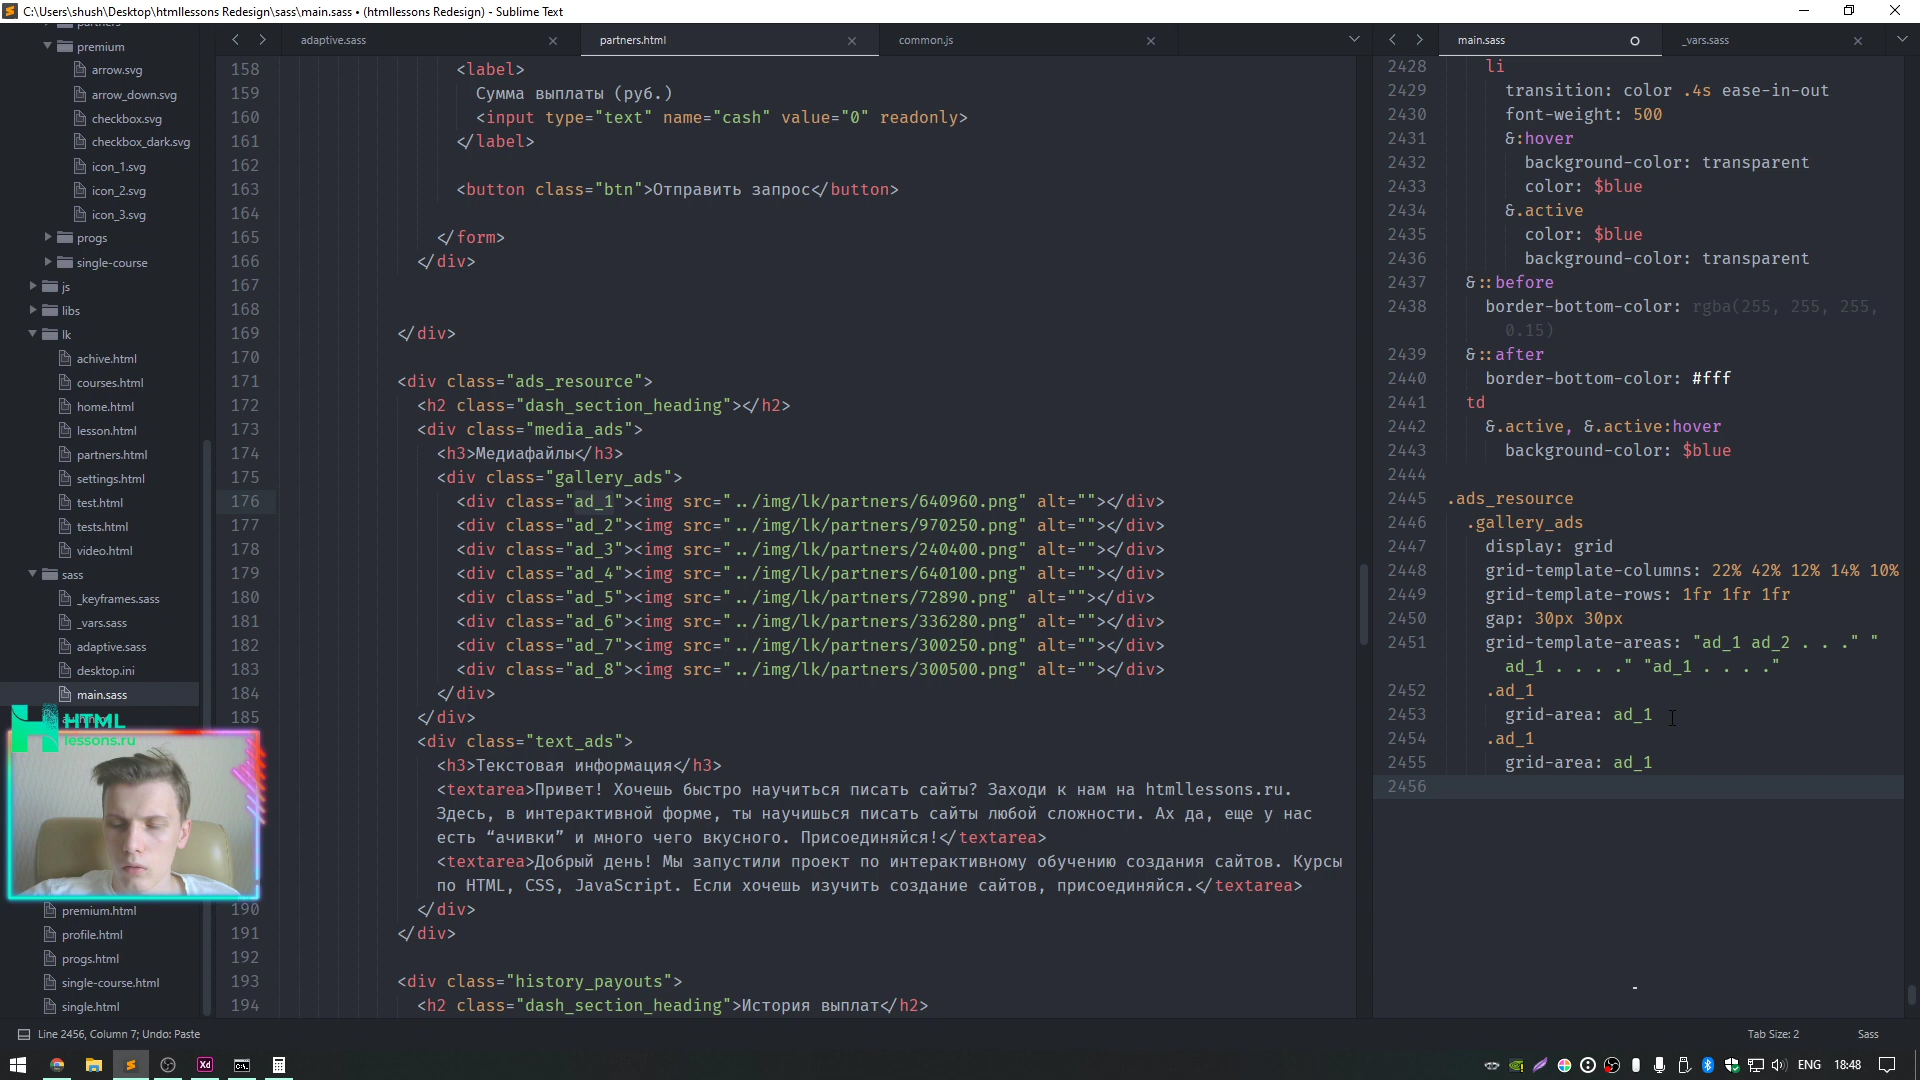 C:\Users\shush\Desktop\htmllessons Redesign\sass\main.sass • (htmllessons Redesign) - Sublime Text
adaptive.sass
partners.html
common.js
main.sass
_vars.sass
premium
arrow.svg
arrow_down.svg
checkbox.svg
checkbox_dark.svg
icon_1.svg
icon_2.svg
icon_3.svg
progs
single-course
js
libs
lk
achive.html
courses.html
home.html
lesson.html
partners.html
settings.html
test.html
tests.html
video.html
sass
_keyframes.sass
_vars.sass
adaptive.sass
desktop.ini
main.sass
HTML
lessons.ru
premium.html
profile.html
progs.html
single-course.html
single.html
158 <label>
159 Сумма выплаты (руб.)
160 <input type="text" name="cash" value="0" readonly>
161 </label>
162
163 <button class="btn">Отправить запрос</button>
164
165 </form>
166 </div>
167
168
169 </div>
170
171 <div class="ads_resource">
172 <h2 class="dash_section_heading"></h2>
173 <div class="media_ads">
174 <h3>Медиафайлы</h3>
175 <div class="gallery_ads">
176 <div class="ad_1"><img src="../img/lk/partners/640960.png" alt=""></div>
177 <div class="ad_2"><img src="../img/lk/partners/970250.png" alt=""></div>
178 <div class="ad_3"><img src="../img/lk/partners/240400.png" alt=""></div>
179 <div class="ad_4"><img src="../img/lk/partners/640100.png" alt=""></div>
180 <div class="ad_5"><img src="../img/lk/partners/72890.png" alt=""></div>
181 <div class="ad_6"><img src="../img/lk/partners/336280.png" alt=""></div>
182 <div class="ad_7"><img src="../img/lk/partners/300250.png" alt=""></div>
183 <div class="ad_8"><img src="../img/lk/partners/300500.png" alt=""></div>
184 </div>
185 </div>
<div class="text_ads">
<h3>Текстовая информация</h3>
<textarea>Привет! Хочешь быстро научиться писать сайты? Заходи к нам на htmllessons.ru.
Здесь, в интерактивной форме, ты научишься писать сайты любой сложности. Ах да, еще у нас
есть “ачивки” и много чего вкусного. Присоединяйся!</textarea>
<textarea>Добрый день! Мы запустили проект по интерактивному обучению создания сайтов. Курсы
по HTML, CSS, JavaScript. Если хочешь изучить создание сайтов, присоединяйся.</textarea>
190 </div>
191 </div>
192
193 <div class="history_payouts">
194 <h2 class="dash_section_heading">История выплат</h2>
2428 li
2429 transition: color .4s ease-in-out
2430 font-weight: 500
2431 &:hover
2432 background-color: transparent
2433 color: $blue
2434 &.active
2435 color: $blue
2436 background-color: transparent
2437 &::before
2438 border-bottom-color: rgba(255, 255, 255,
0.15)
2439 &::after
2440 border-bottom-color: #fff
2441 td
2442 &.active, &.active:hover
2443 background-color: $blue
2444
2445 .ads_resource
2446 .gallery_ads
2447 display: grid
2448 grid-template-columns: 22% 42% 12% 14% 10%
2449 grid-template-rows: 1fr 1fr 1fr
2450 gap: 30px 30px
2451 grid-template-areas: "ad_1 ad_2 . . ." "
ad_1 . . . ." "ad_1 . . . ."
2452 .ad_1
2453 grid-area: ad_1
2454 .ad_1
2455 grid-area: ad_1
2456
Line 2456, Column 7; Undo: Paste
Tab Size: 2
Sass
Xd
ENG
18:48